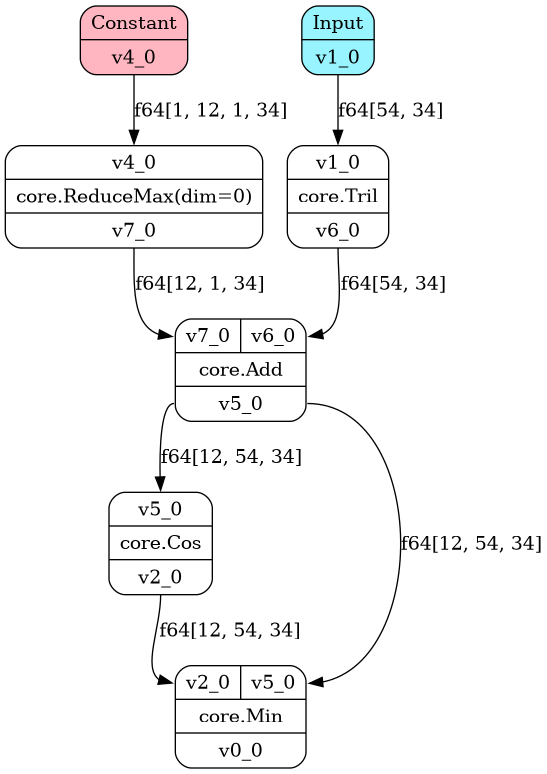 Constant
v4_0
Input
v1_0
f64[1, 12, 1, 34]
f64[54, 34]
v4_0
core.ReduceMax(dim=0)
v7_0
v1_0
core.Tril
v6_0
f64[12, 1, 34]
f64[54, 34]
v7_0 v6_0
core.Add
v5_0
f64[12, 54, 34]
v5_0
core.Cos
v2_0
f64[12, 54, 34]
f64[12, 54, 34]
v2_0 v5_0
core.Min
v0_0